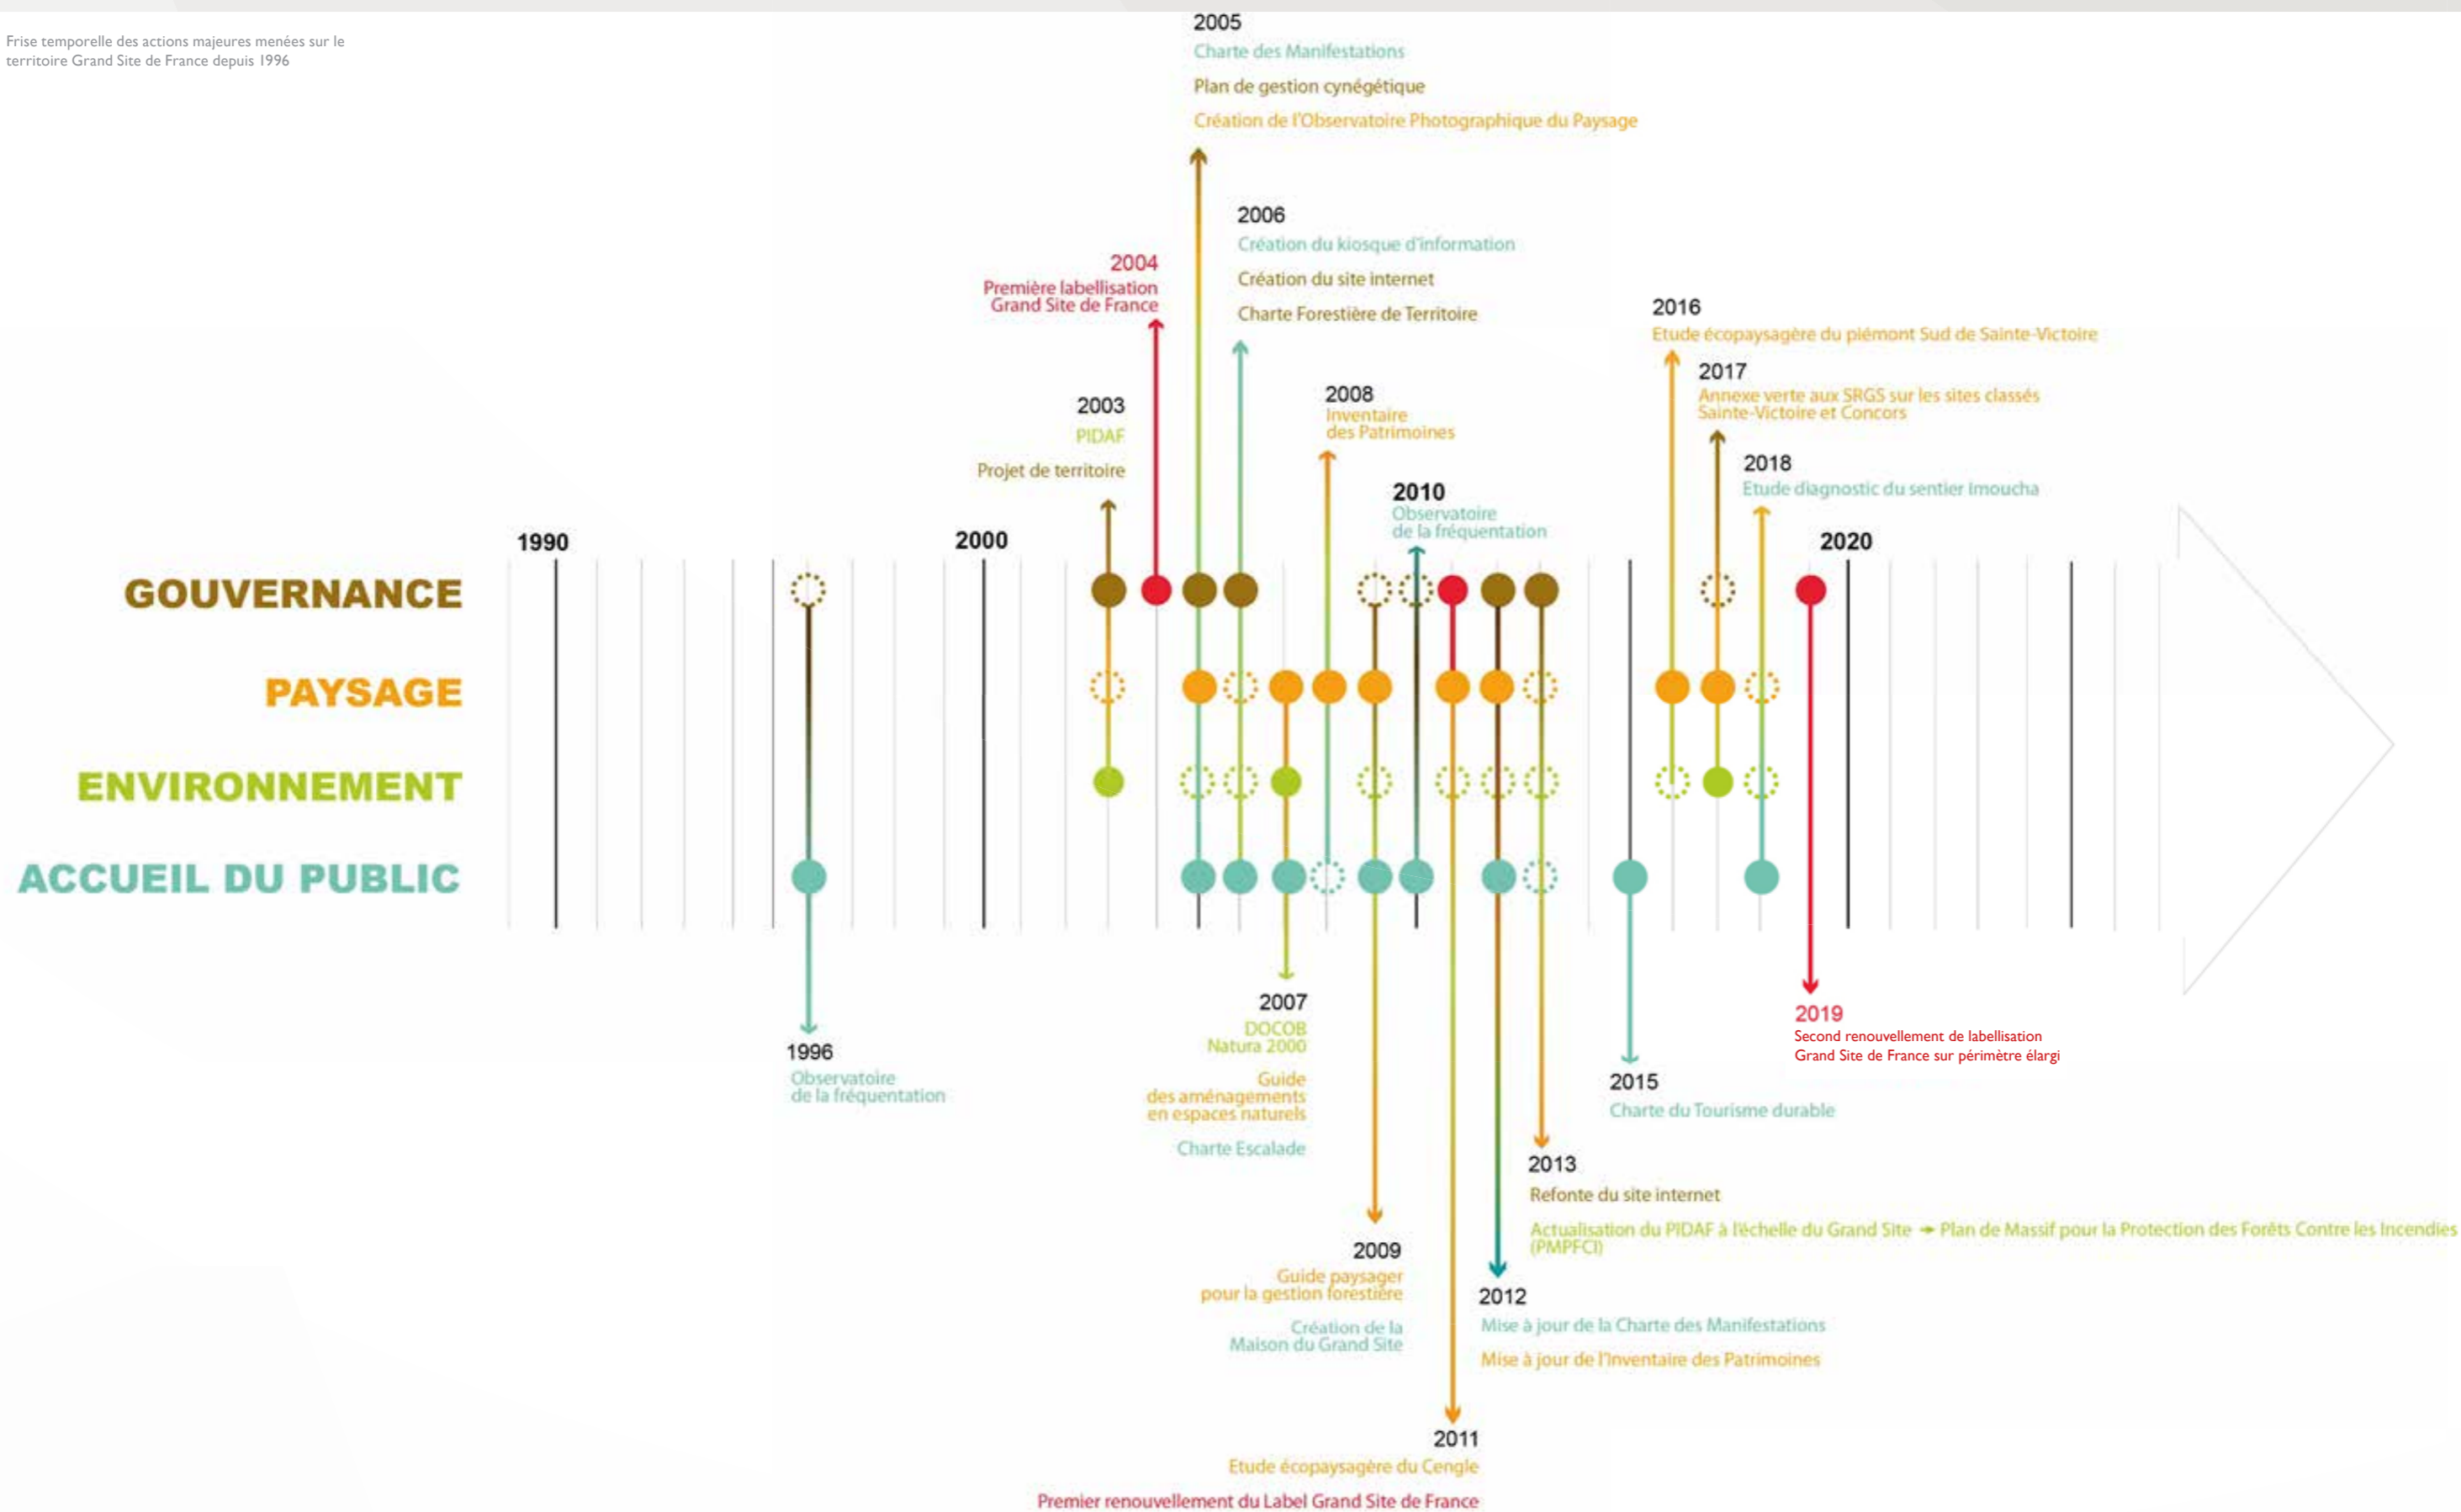 Frise temporelle des actions majeures menées sur le
territoire Grand Site de France depuis 1996
2005
Charte des Manifestations
Plan de gestion cynégétique
Création de l'Observatoire Photographique du Paysage
2006
Création du kiosque d'information
Création du site internet
Charte Forestière de Territoire
2004
Première labellisation
Grand Site de France
2003
PIDAF
Projet de territoire
2008
Inventaire
des Patrimoines
2010
Observatoire
de la fréquentation
2016
Etude écopaysagère du piémont Sud de Sainte-Victoire
2017
Annexe verte aux SRGS sur les sites classés
Sainte-Victoire et Concors
2018
Etude diagnostic du sentier Imoucha
1990
2000
2020
GOUVERNANCE
PAYSAGE
ENVIRONNEMENT
ACCUEIL DU PUBLIC
1996
Observatoire
de la fréquentation
2007
DOCOB
Natura 2000
Guide
des aménagements
en espaces naturels
Charte Escalade
2009
Guide paysager
pour la gestion forestière
Création de la
Maison du Grand Site
2011
Etude écopaysagère du Cengle
Premier renouvellement du Label Grand Site de France
2012
Mise à jour de la Charte des Manifestations
Mise à jour de l'Inventaire des Patrimoines
2013
Refonte du site internet
Actualisation du PIDAF à l'échelle du Grand Site → Plan de Massif pour la Protection des Forêts Contre les Incendies
(PMPFCI)
2015
Charte du Tourisme durable
2019
Second renouvellement de labellisation
Grand Site de France sur périmètre élargi